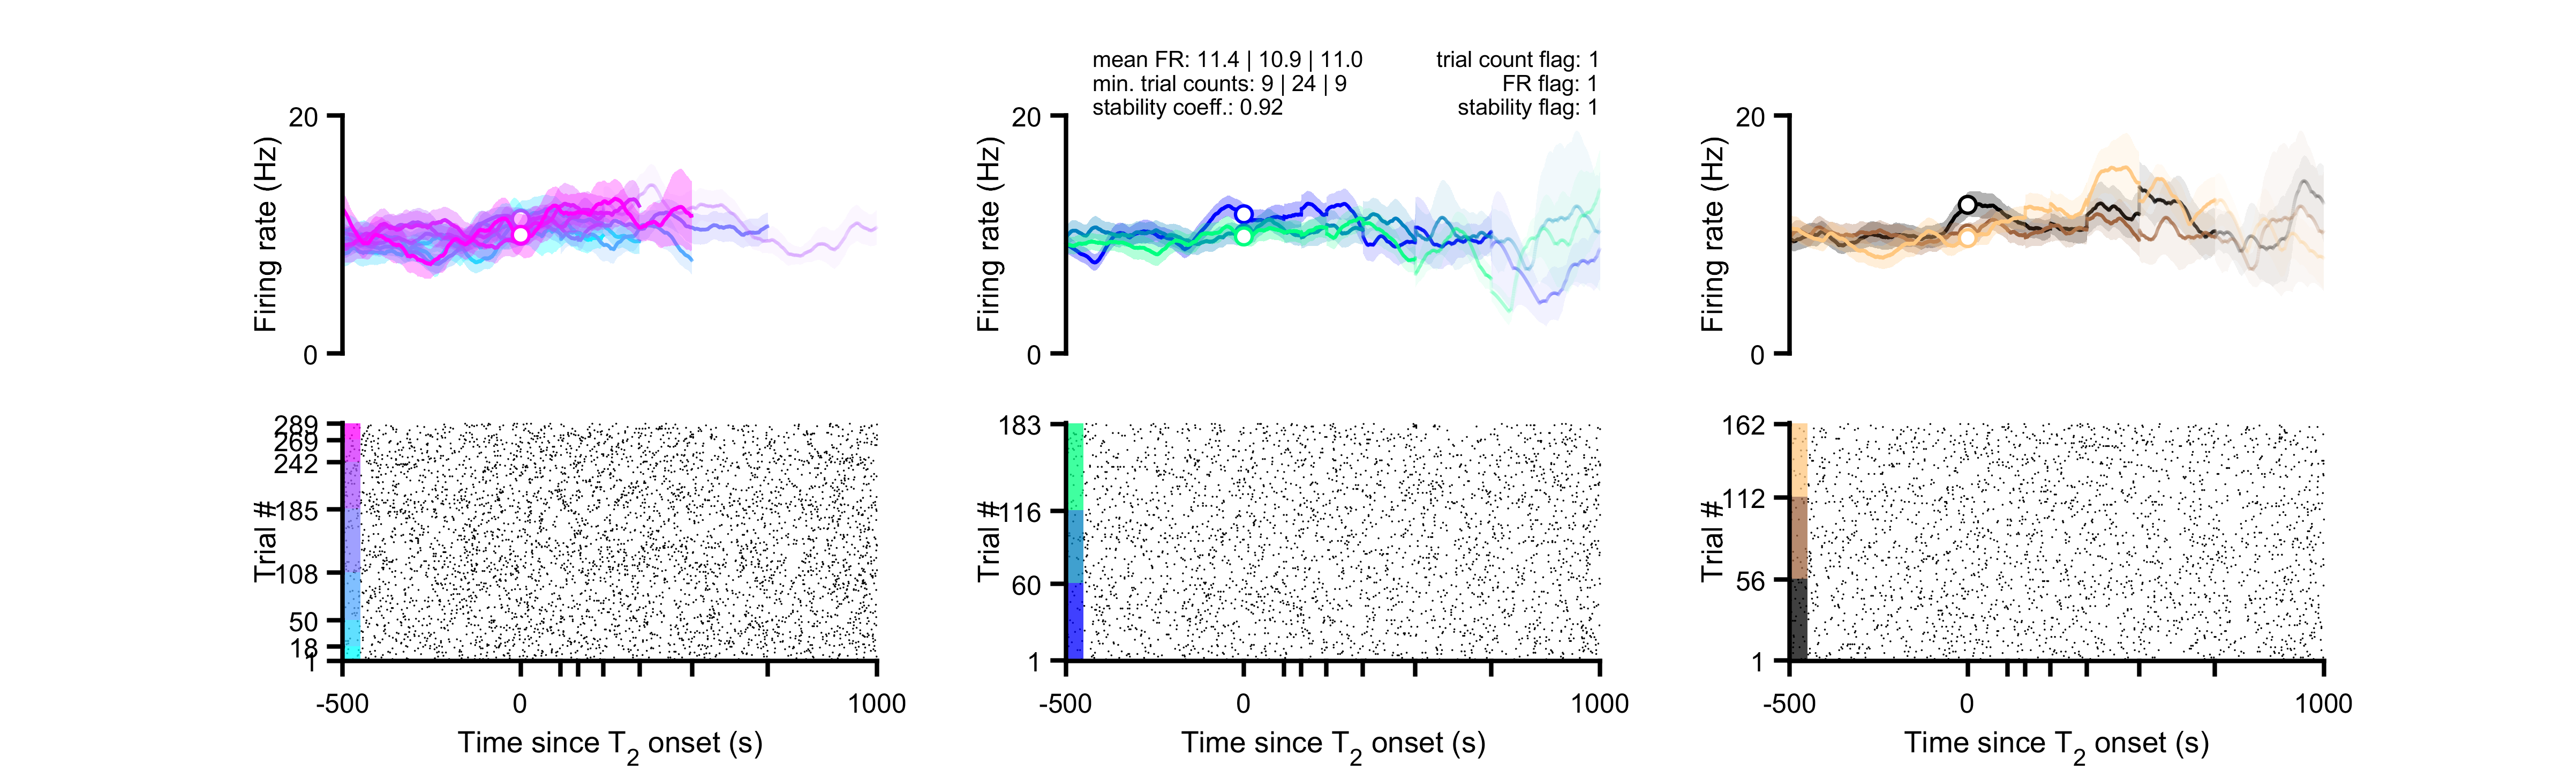 mean FR: 11.4 | 10.9 | 11.0
trial count flag: 1
min. trial counts: 9 | 24 | 9
FR flag: 1
stability coeff.: 0.92
stability flag: 1
20
Firing rate (Hz)
0
20
Firing rate (Hz)
0
20
Firing rate (Hz)
0
289
269
242
185
108
50
18
1
Trial #
-500
0
1000
Time since T2 onset (s)
183
116
60
1
Trial #
-500
0
1000
Time since T2 onset (s)
162
112
56
1
Trial #
-500
0
1000
Time since T2 onset (s)